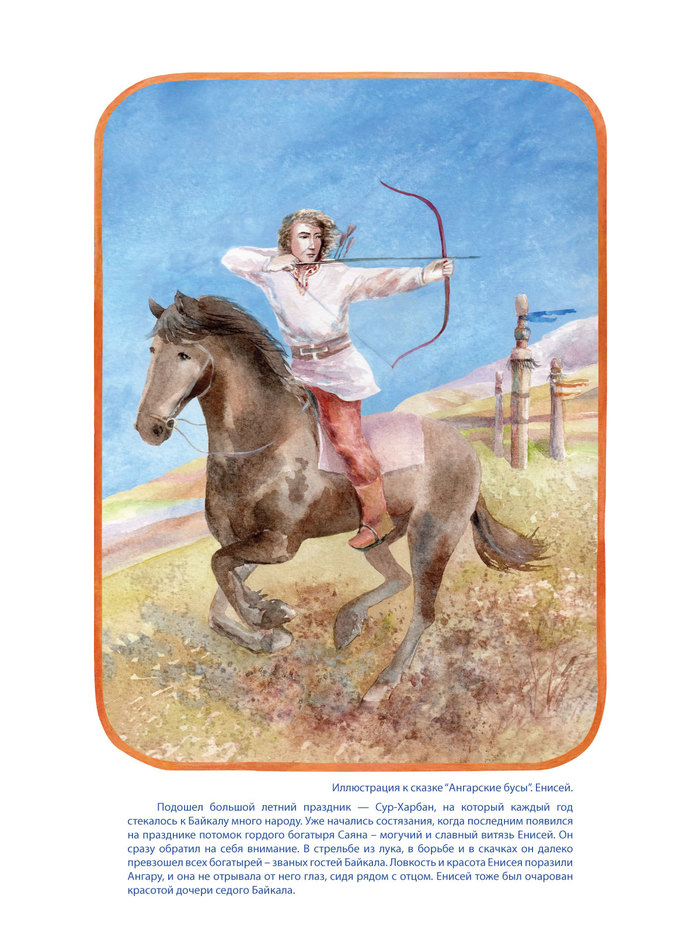 Иллюстрация к сказке “Ангарские бусы”. Енисей.
Подошел большой летний праздник — Сур-Харбан, на который каждый год
стекалось к Байкалу много народу. Уже начались состязания, когда последним появился
на празднике потомок гордого богатыря Саяна – могучий и славный витязь Енисей. Он
сразу обратил на себя внимание. В стрельбе из лука, в борьбе и в скачках он далеко
превзошел всех богатырей – званых гостей Байкала. Ловкость и красота Енисея поразили
Ангару, и она не отрывала от него глаз, сидя рядом с отцом. Енисей тоже был очарован
красотой дочери седого Байкала.